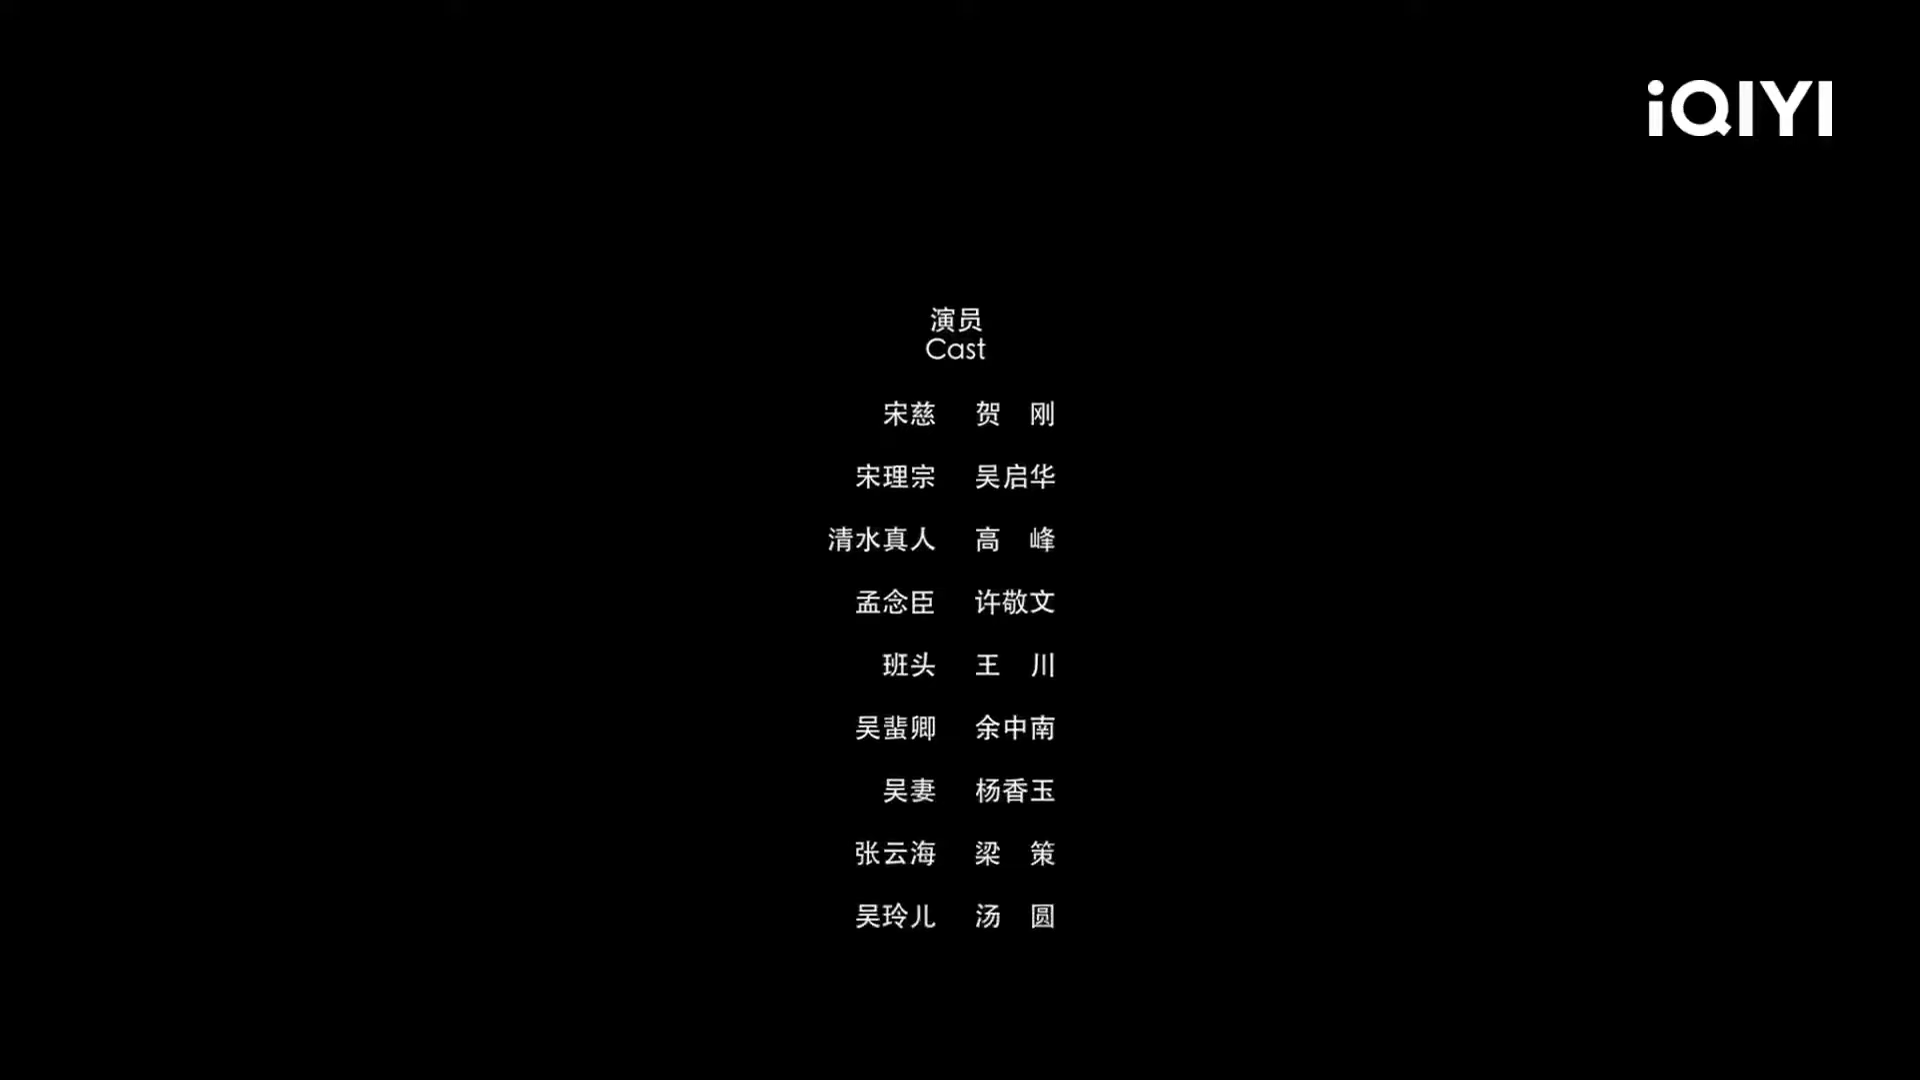 iQIYI
演员
Cast
宋慈 贺 刚
宋理宗 吴启华
清水真人 高 峰
孟念臣 许敬文
班头 王 川
吴蜚卿 余中南
吴妻 杨香玉
张云海 梁 策
吴玲儿 汤 圆